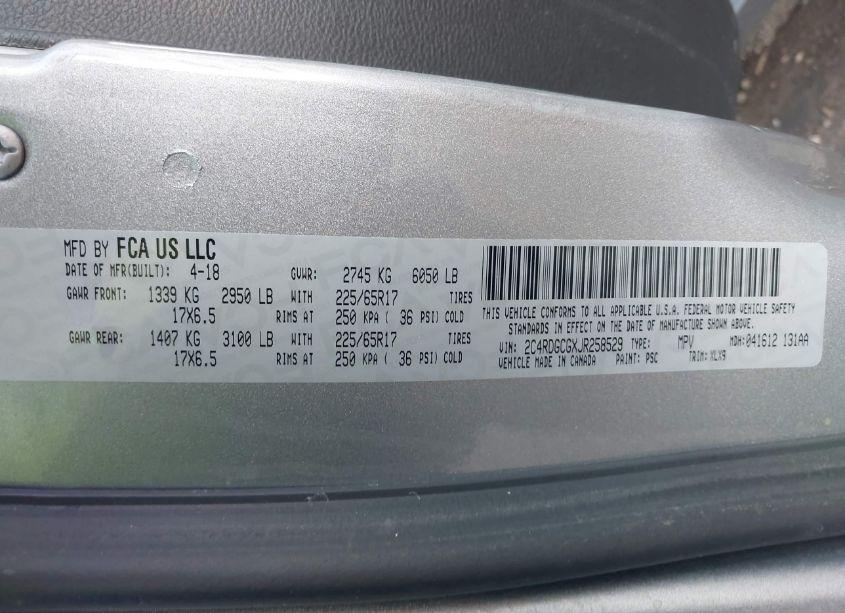 MFD BY FCA US LLC
DATE OF MFR(BUILT): 4-18 GVWR: 2745 KG 6050 LB
GAWR FRONT: 1339 KG 2950 LB WITH 225/65R17 TIRES
17X6.5 RIMS AT 250 KPA ( 36 PSI) COLD
GAWR REAR: 1407 KG 3100 LB WITH 225/65R17 TIRES
17X6.5 RIMS AT 250 KPA ( 36 PSI) COLD
THIS VEHICLE CONFORMS TO ALL APPLICABLE U.S.A. FEDERAL MOTOR VEHICLE SAFETY
STANDARDS IN EFFECT ON THE DATE OF MANUFACTURE SHOWN ABOVE.
VIN: 2C4RDGCGXJR258529 TYPE: MPV MDH: 041612 131AA
VEHICLE MADE IN CANADA PAINT: PSC TRIM: XLX9